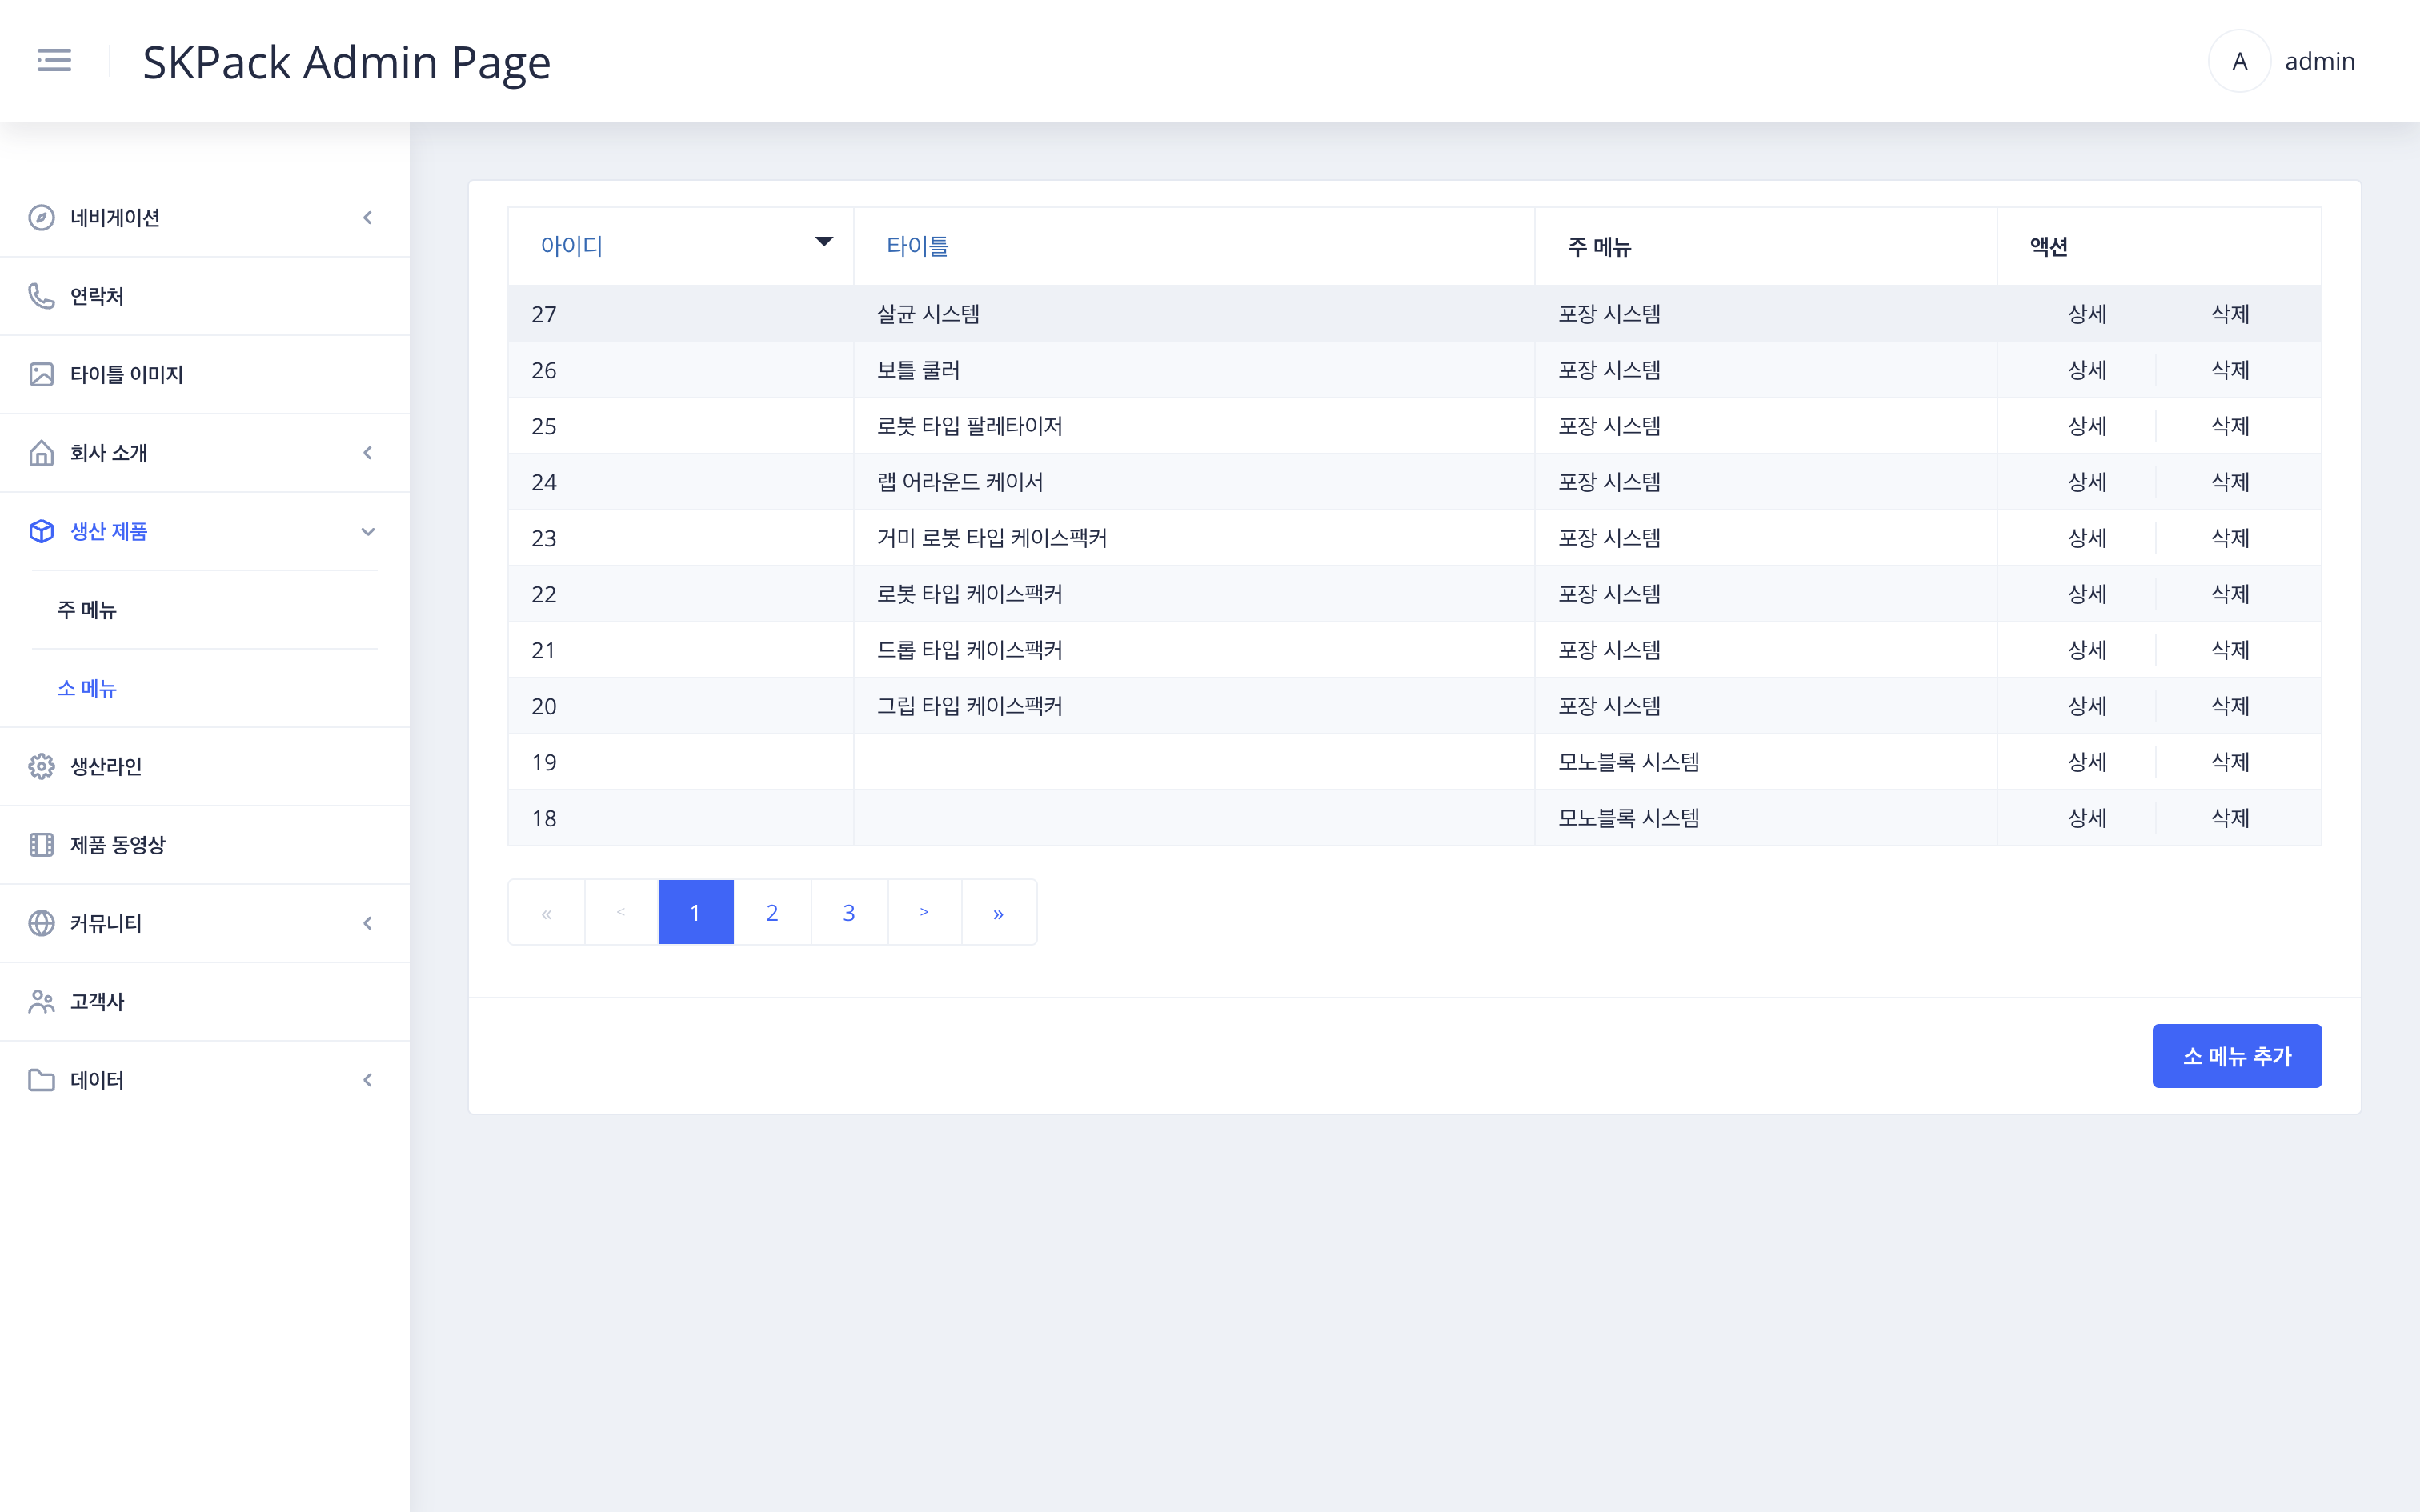 SKPack Admin Page
A admin
네비게이션
연락처
타이틀 이미지
회사 소개
생산 제품
주 메뉴
소 메뉴
생산라인
제품 동영상
커뮤니티
고객사
데이터
아이디 타이틀 주 메뉴 액션
27 살균 시스템 포장 시스템 상세 삭제
26 보틀 쿨러 포장 시스템 상세 삭제
25 로봇 타입 팔레타이저 포장 시스템 상세 삭제
24 랩 어라운드 케이서 포장 시스템 상세 삭제
23 거미 로봇 타입 케이스팩커 포장 시스템 상세 삭제
22 로봇 타입 케이스팩커 포장 시스템 상세 삭제
21 드롭 타입 케이스팩커 포장 시스템 상세 삭제
20 그립 타입 케이스팩커 포장 시스템 상세 삭제
19 모노블록 시스템 상세 삭제
18 모노블록 시스템 상세 삭제
« < 1 2 3 > »
소 메뉴 추가